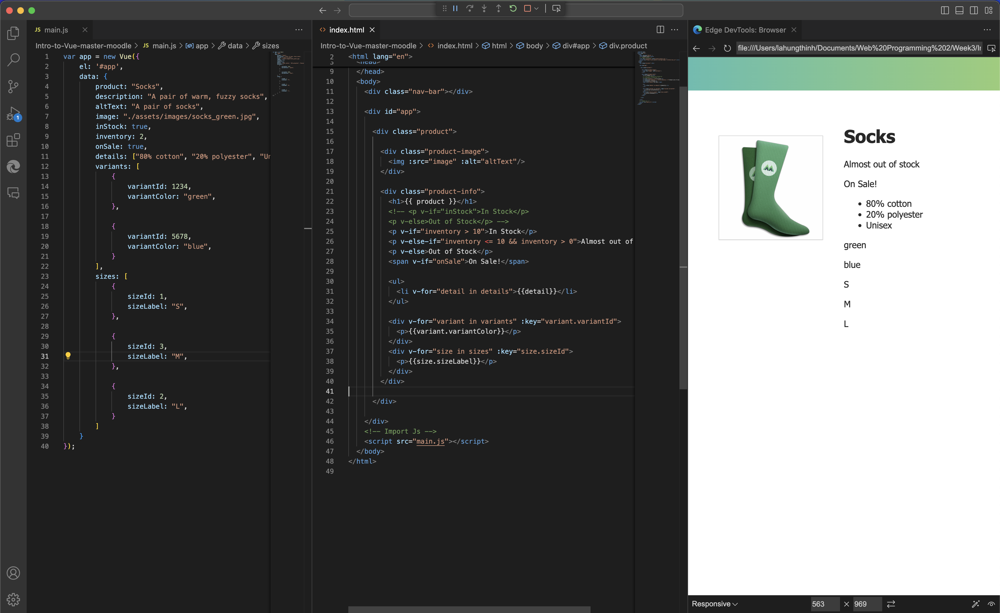 JS main.js
Intro-to-Vue-master-moodle > JS main.js > app > data > sizes
1 var app = new Vue({
2 el: '#app',
3 data: {
4 product: "Socks",
5 description: "A pair of warm, fuzzy socks",
6 altText: "A pair of socks",
7 image: "./assets/images/socks_green.jpg",
8 inStock: true,
9 inventory: 2,
10 onSale: true,
11 details: ["80% cotton", "20% polyester", "Un
12 variants: [
13 {
14 variantId: 1234,
15 variantColor: "green",
16 },
17
18 {
19 variantId: 5678,
20 variantColor: "blue",
21 }
22 ],
23 sizes: [
24 {
25 sizeId: 1,
26 sizeLabel: "S",
27 },
28
29 {
30 sizeId: 3,
31 sizeLabel: "M",
32 },
33
34 {
35 sizeId: 2,
36 sizeLabel: "L",
37 }
38 ]
39 }
40 });
1
index.html
Intro-to-Vue-master-moodle > index.html > html > body > div#app > div.product
2 <html lang="en">
3 <head>
9 </head>
10 <body>
11 <div class="nav-bar"></div>
12
13 <div id="app">
14
15 <div class="product">
16
17 <div class="product-image">
18 <img :src="image" :alt="altText"/>
19 </div>
20
21 <div class="product-info">
22 <h1>{{ product }}</h1>
23 <!-- <p v-if="inStock">In Stock</p>
24 <p v-else>Out of Stock</p> -->
25 <p v-if="inventory > 10">In Stock</p>
26 <p v-else-if="inventory <= 10 && inventory > 0">Almost out of
27 <p v-else>Out of Stock</p>
28 <span v-if="onSale">On Sale!</span>
29
30 <ul>
31 <li v-for="detail in details">{{detail}}</li>
32 </ul>
33
34 <div v-for="variant in variants" :key="variant.variantId">
35 <p>{{variant.variantColor}}</p>
36 </div>
37 <div v-for="size in sizes" :key="size.sizeId">
38 <p>{{size.sizeLabel}}</p>
39 </div>
40 </div>
41
42 </div>
43
44 </div>
45 <!-- Import Js -->
46 <script src="main.js"></script>
47 </body>
48 </html>
49
Edge DevTools: Browser
file:///Users/lahungthinh/Documents/Web%20Programming%202/Week3/I
Socks
Almost out of stock
On Sale!
• 80% cotton
• 20% polyester
• Unisex
green
blue
S
M
L
Responsive 563 × 969